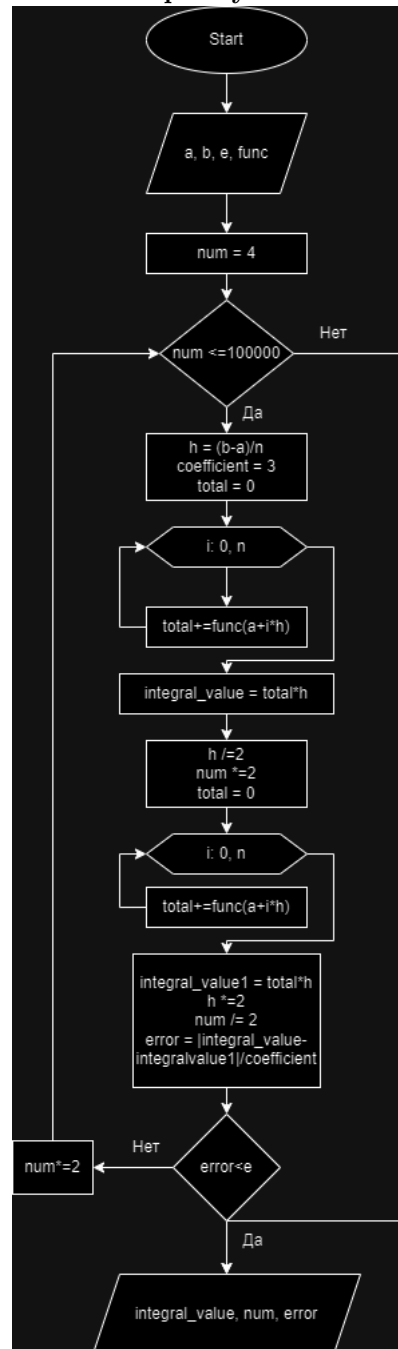 Start
a, b, e, func
num = 4
num <=100000
Нет
Да
h = (b-a)/n
coefficient = 3
total = 0
i: 0, n
total+=func(a+i*h)
integral_value = total*h
h /=2
num *=2
total = 0
i: 0, n
total+=func(a+i*h)
integral_value1 = total*h
h *=2
num /= 2
error = |integral_value-
integralvalue1|/coefficient
num*=2
Нет
error<e
Да
integral_value, num, error